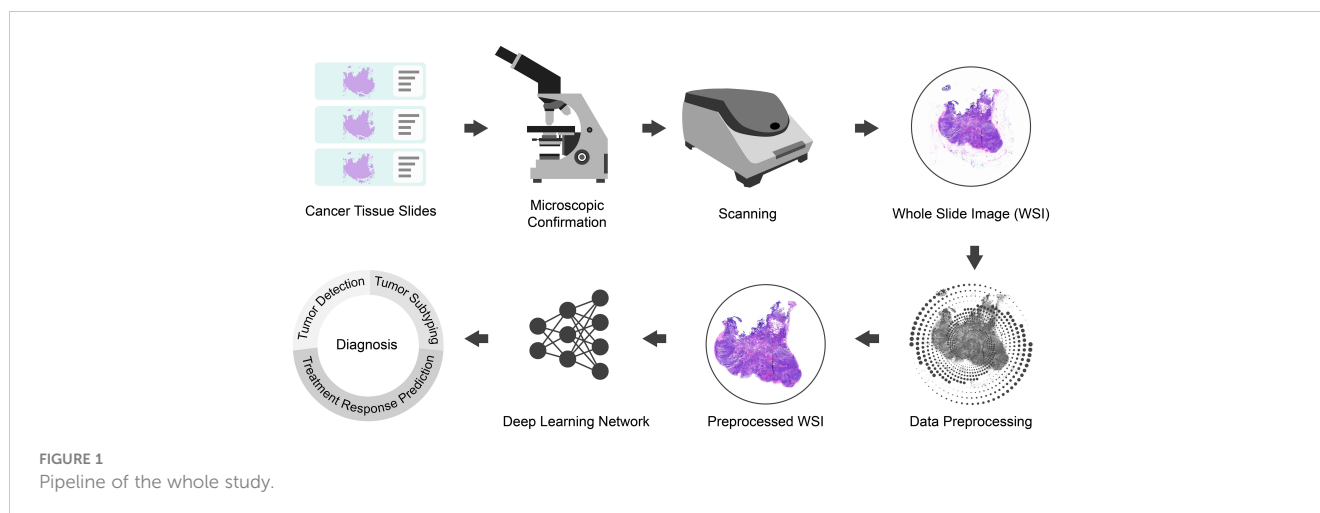 Cancer Tissue Slides
Microscopic
Confirmation
Scanning
Whole Slide Image (WSI)
Tumor Detection
Tumor Subtyping
Diagnosis
Treatment Response Prediction
Deep Learning Network
Preprocessed WSI
Data Preprocessing
FIGURE 1
Pipeline of the whole study.